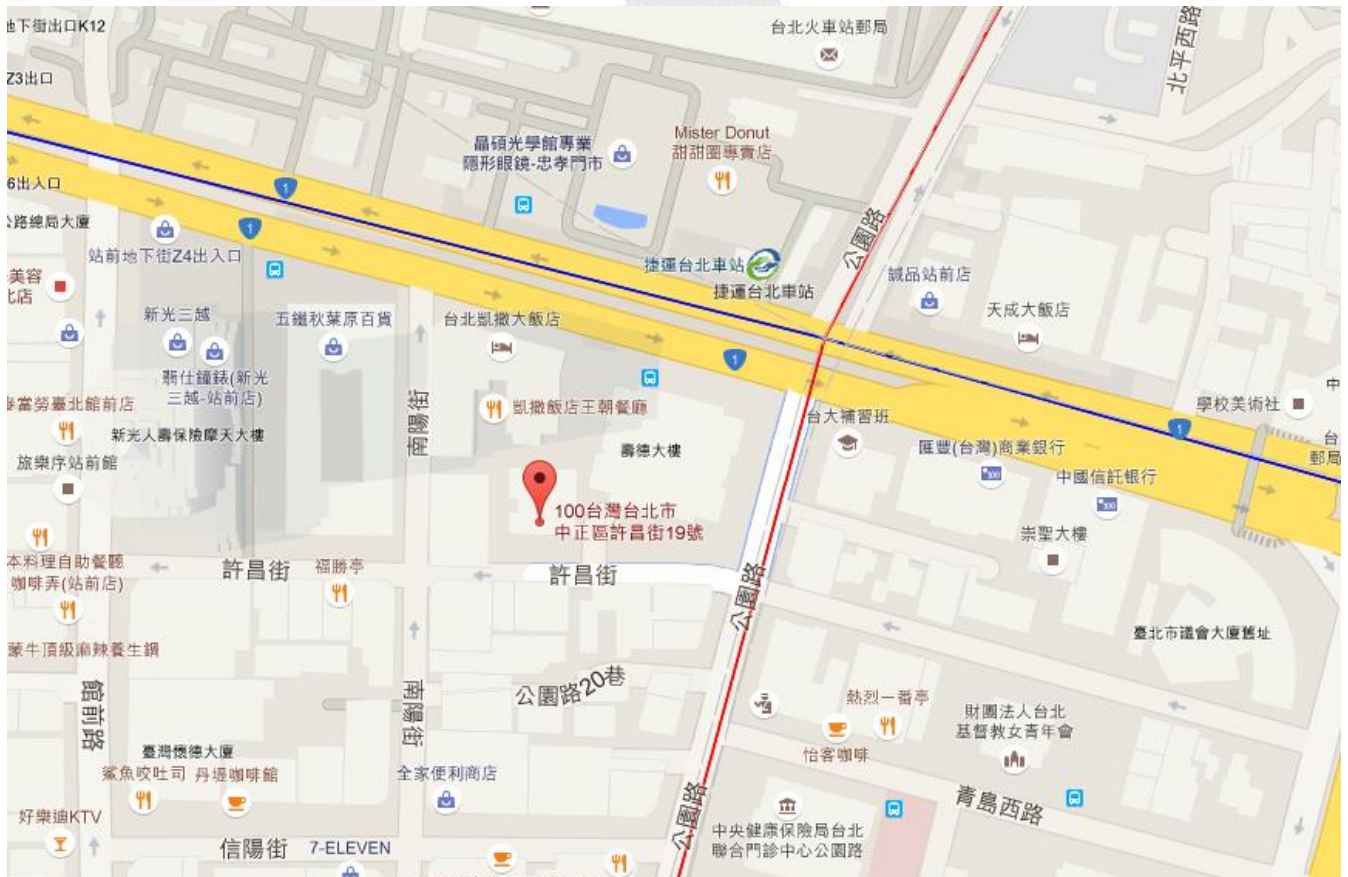 地下街出口K12
台北火車站郵局
北平西路
Z3出口
晶碩光學館專業
隱形眼鏡-忠孝門市
Mister Donut
甜甜圈專賣店
1
6出入口
公路總局大廈
1
站前地下街Z4出入口
公園路
捷運台北車站
捷運台北車站
誠品站前店
天成大飯店
美容
北店
新光三越
五鐵秋葉原百貨
台北凱撒大飯店
1
翡仕鐘錶(新光
三越-站前店)
南陽街
凱撒飯店王朝餐廳
中
學校美術社
當勞臺北館前店
新光人壽保險摩天大樓
壽德大樓
台大補習班
匯豐(台灣)商業銀行
$100
1
台
郵局
旅樂序站前館
中國信託銀行
$100
100台灣台北市
中正區許昌街19號
崇聖大樓
本料理自助餐廳
咖啡弄(站前店)
許昌街
福勝亭
許昌街
公園路
臺北市議會大廈舊址
蒙牛頂級麻辣養生鍋
館前路
南陽街
公園路20巷
熱烈一番亭
怡客咖啡
財團法人台北
基督教女青年會
臺灣懷德大廈
鯊魚咬吐司
丹堤咖啡館
全家便利商店
公園路
青島西路
好樂迪KTV
信陽街
7-ELEVEN
中央健康保險局台北
聯合門診中心公園路